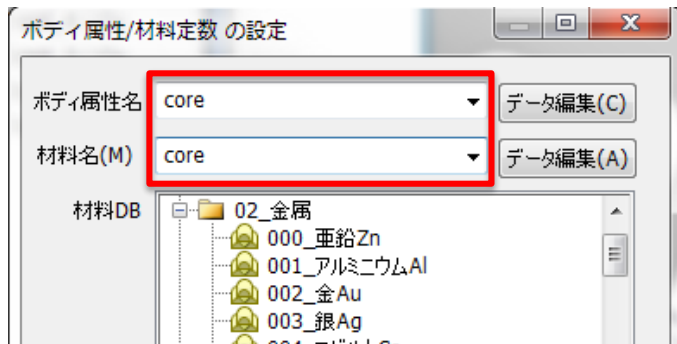 ボディ属性/材料定数 の設定
ボディ属性名 core データ編集(C)
材料名(M) core データ編集(A)
材料DB 02_金属
000_亜鉛Zn
001_アルミニウムAl
002_金Au
003_銀Ag